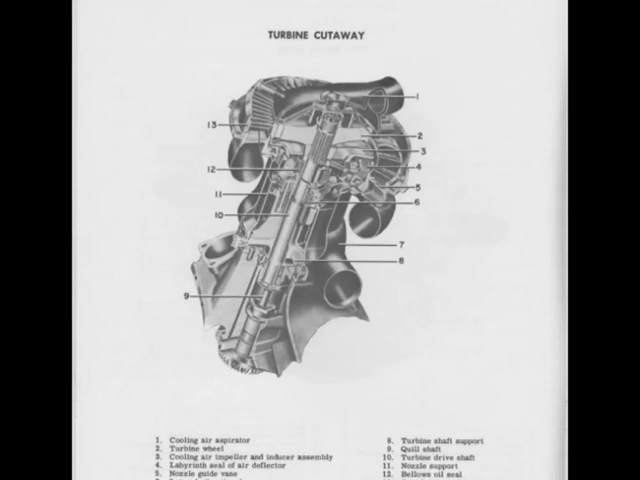 TURBINE CUTAWAY
1
2
3
4
5
6
7
8
9
10
11
12
13
1. Cooling air aspirator
2. Turbine wheel
3. Cooling air impeller and inducer assembly
4. Labyrinth seal of air deflector
5. Nozzle guide vane
8. Turbine shaft support
9. Quill shaft
10. Turbine drive shaft
11. Nozzle support
12. Bellows oil seal